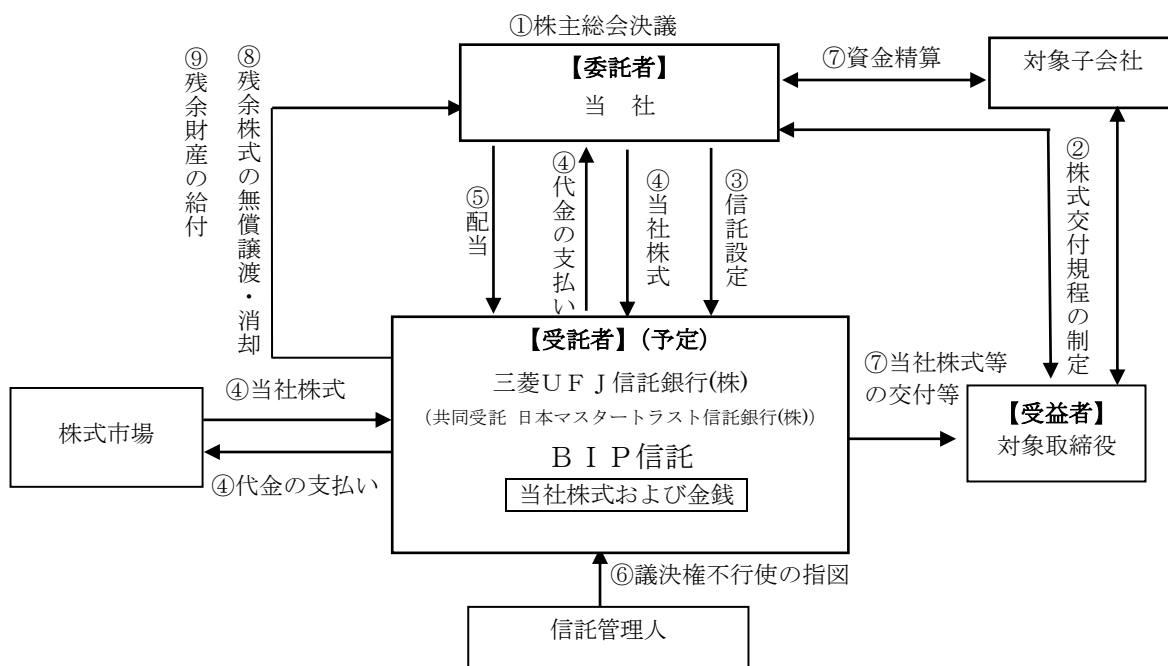 ①株主総会決議
【委託者】
当　社
⑦資金精算
対象子会社
⑨残余財産の給付
⑧残余株式の無償譲渡・消却
⑤配当
④代金の支払い
④当社株式
③信託設定
②株式交付規程の制定
【受託者】（予定）
三菱ＵＦＪ信託銀行(株)
（共同受託 日本マスタートラスト信託銀行(株)）
ＢＩＰ信託
当社株式および金銭
④当社株式
株式市場
④代金の支払い
⑦当社株式等
の交付等
【受益者】
対象取締役
⑥議決権不行使の指図
信託管理人